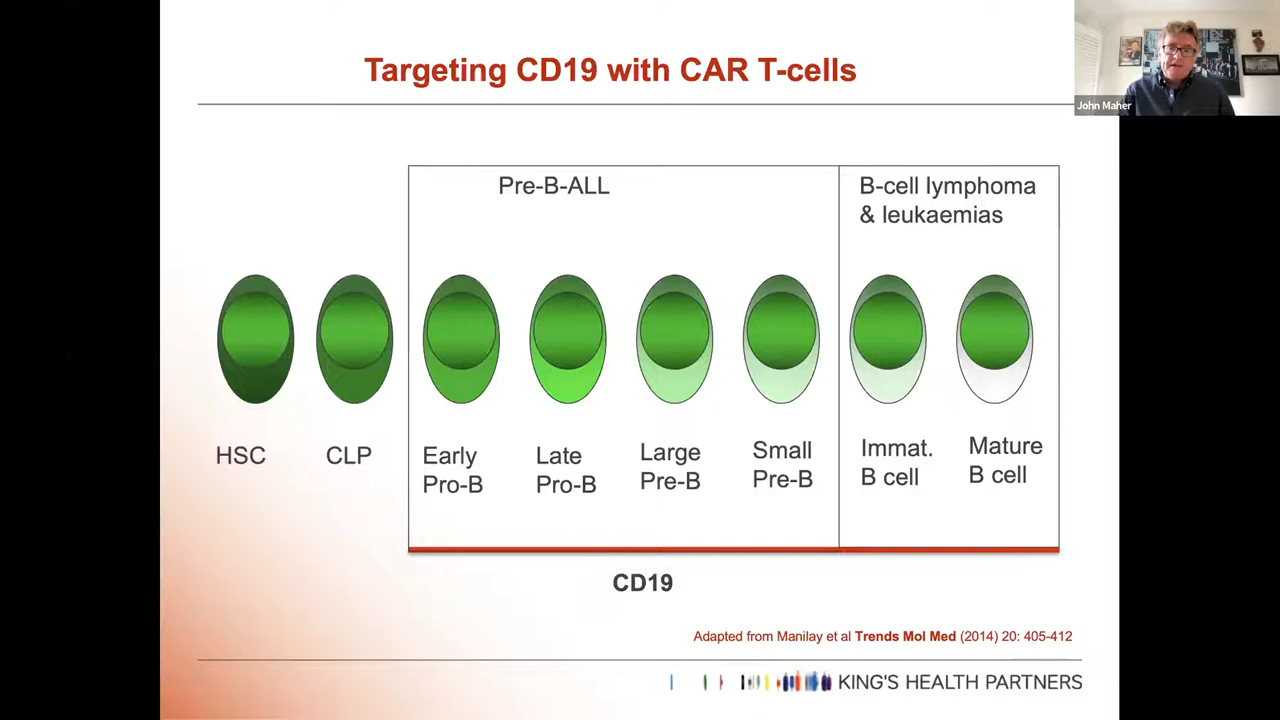 Targeting CD19 with CAR T-cells
John Maher
Pre-B-ALL
B-cell lymphoma
& leukaemias
HSC
CLP
Early
Pro-B
Late
Pro-B
Large
Pre-B
Small
Pre-B
Immat.
B cell
Mature
B cell
CD19
Adapted from Manilay et al Trends Mol Med (2014) 20: 405-412
KING'S HEALTH PARTNERS